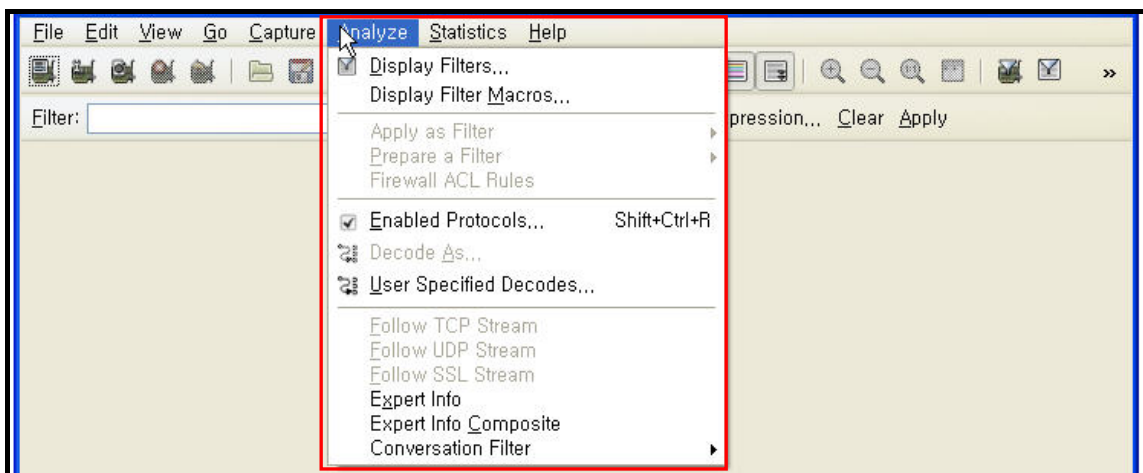 File Edit View Go Capture Analyze Statistics Help
Display Filters...
Display Filter Macros...
Filter: pression... Clear Apply
Apply as Filter
Prepare a Filter
Firewall ACL Rules
Enabled Protocols... Shift+Ctrl+R
Decode As...
User Specified Decodes...
Follow TCP Stream
Follow UDP Stream
Follow SSL Stream
Expert Info
Expert Info Composite
Conversation Filter